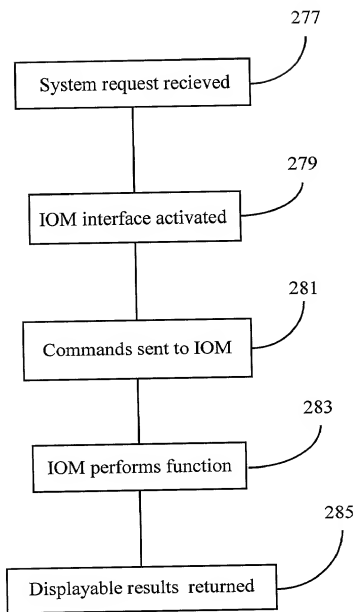 277
System request recieved
279
IOM interface activated
281
Commands sent to IOM
283
IOM performs function
285
Displayable results returned